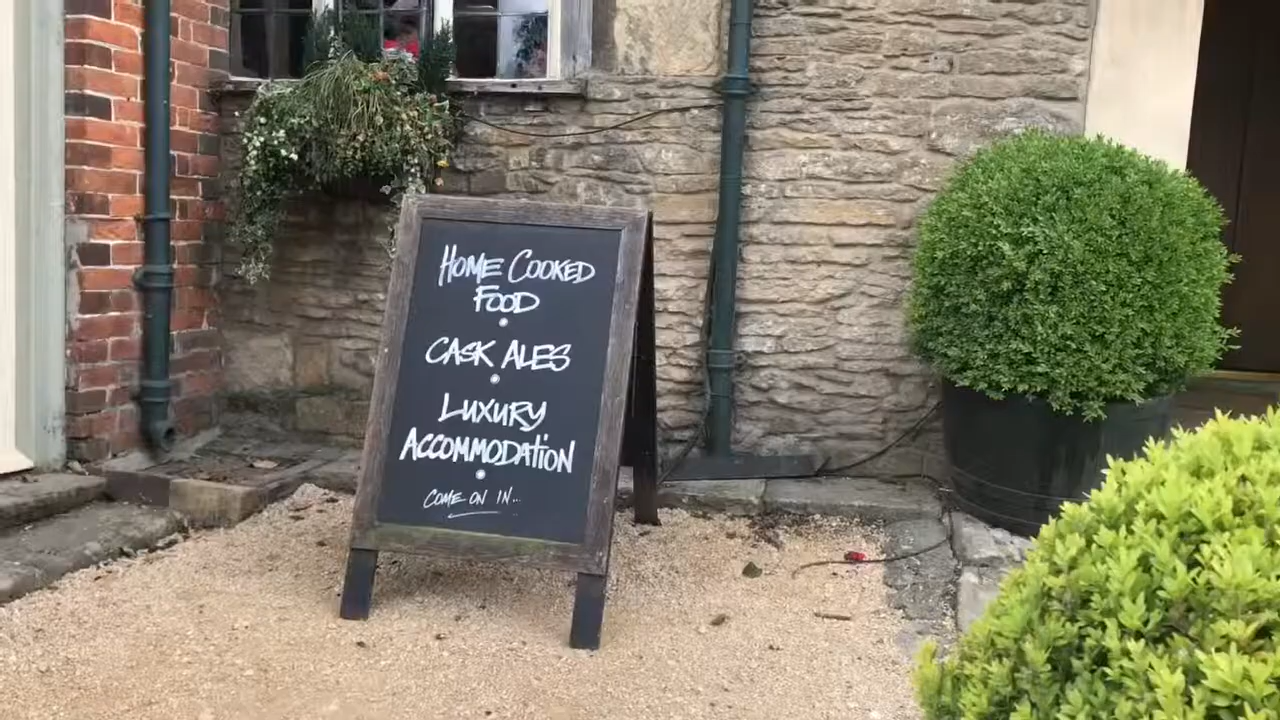 HOME COOKED
FOOD
CASK ALES
LUXURY
ACCOMMODATiON
COME ON IN...